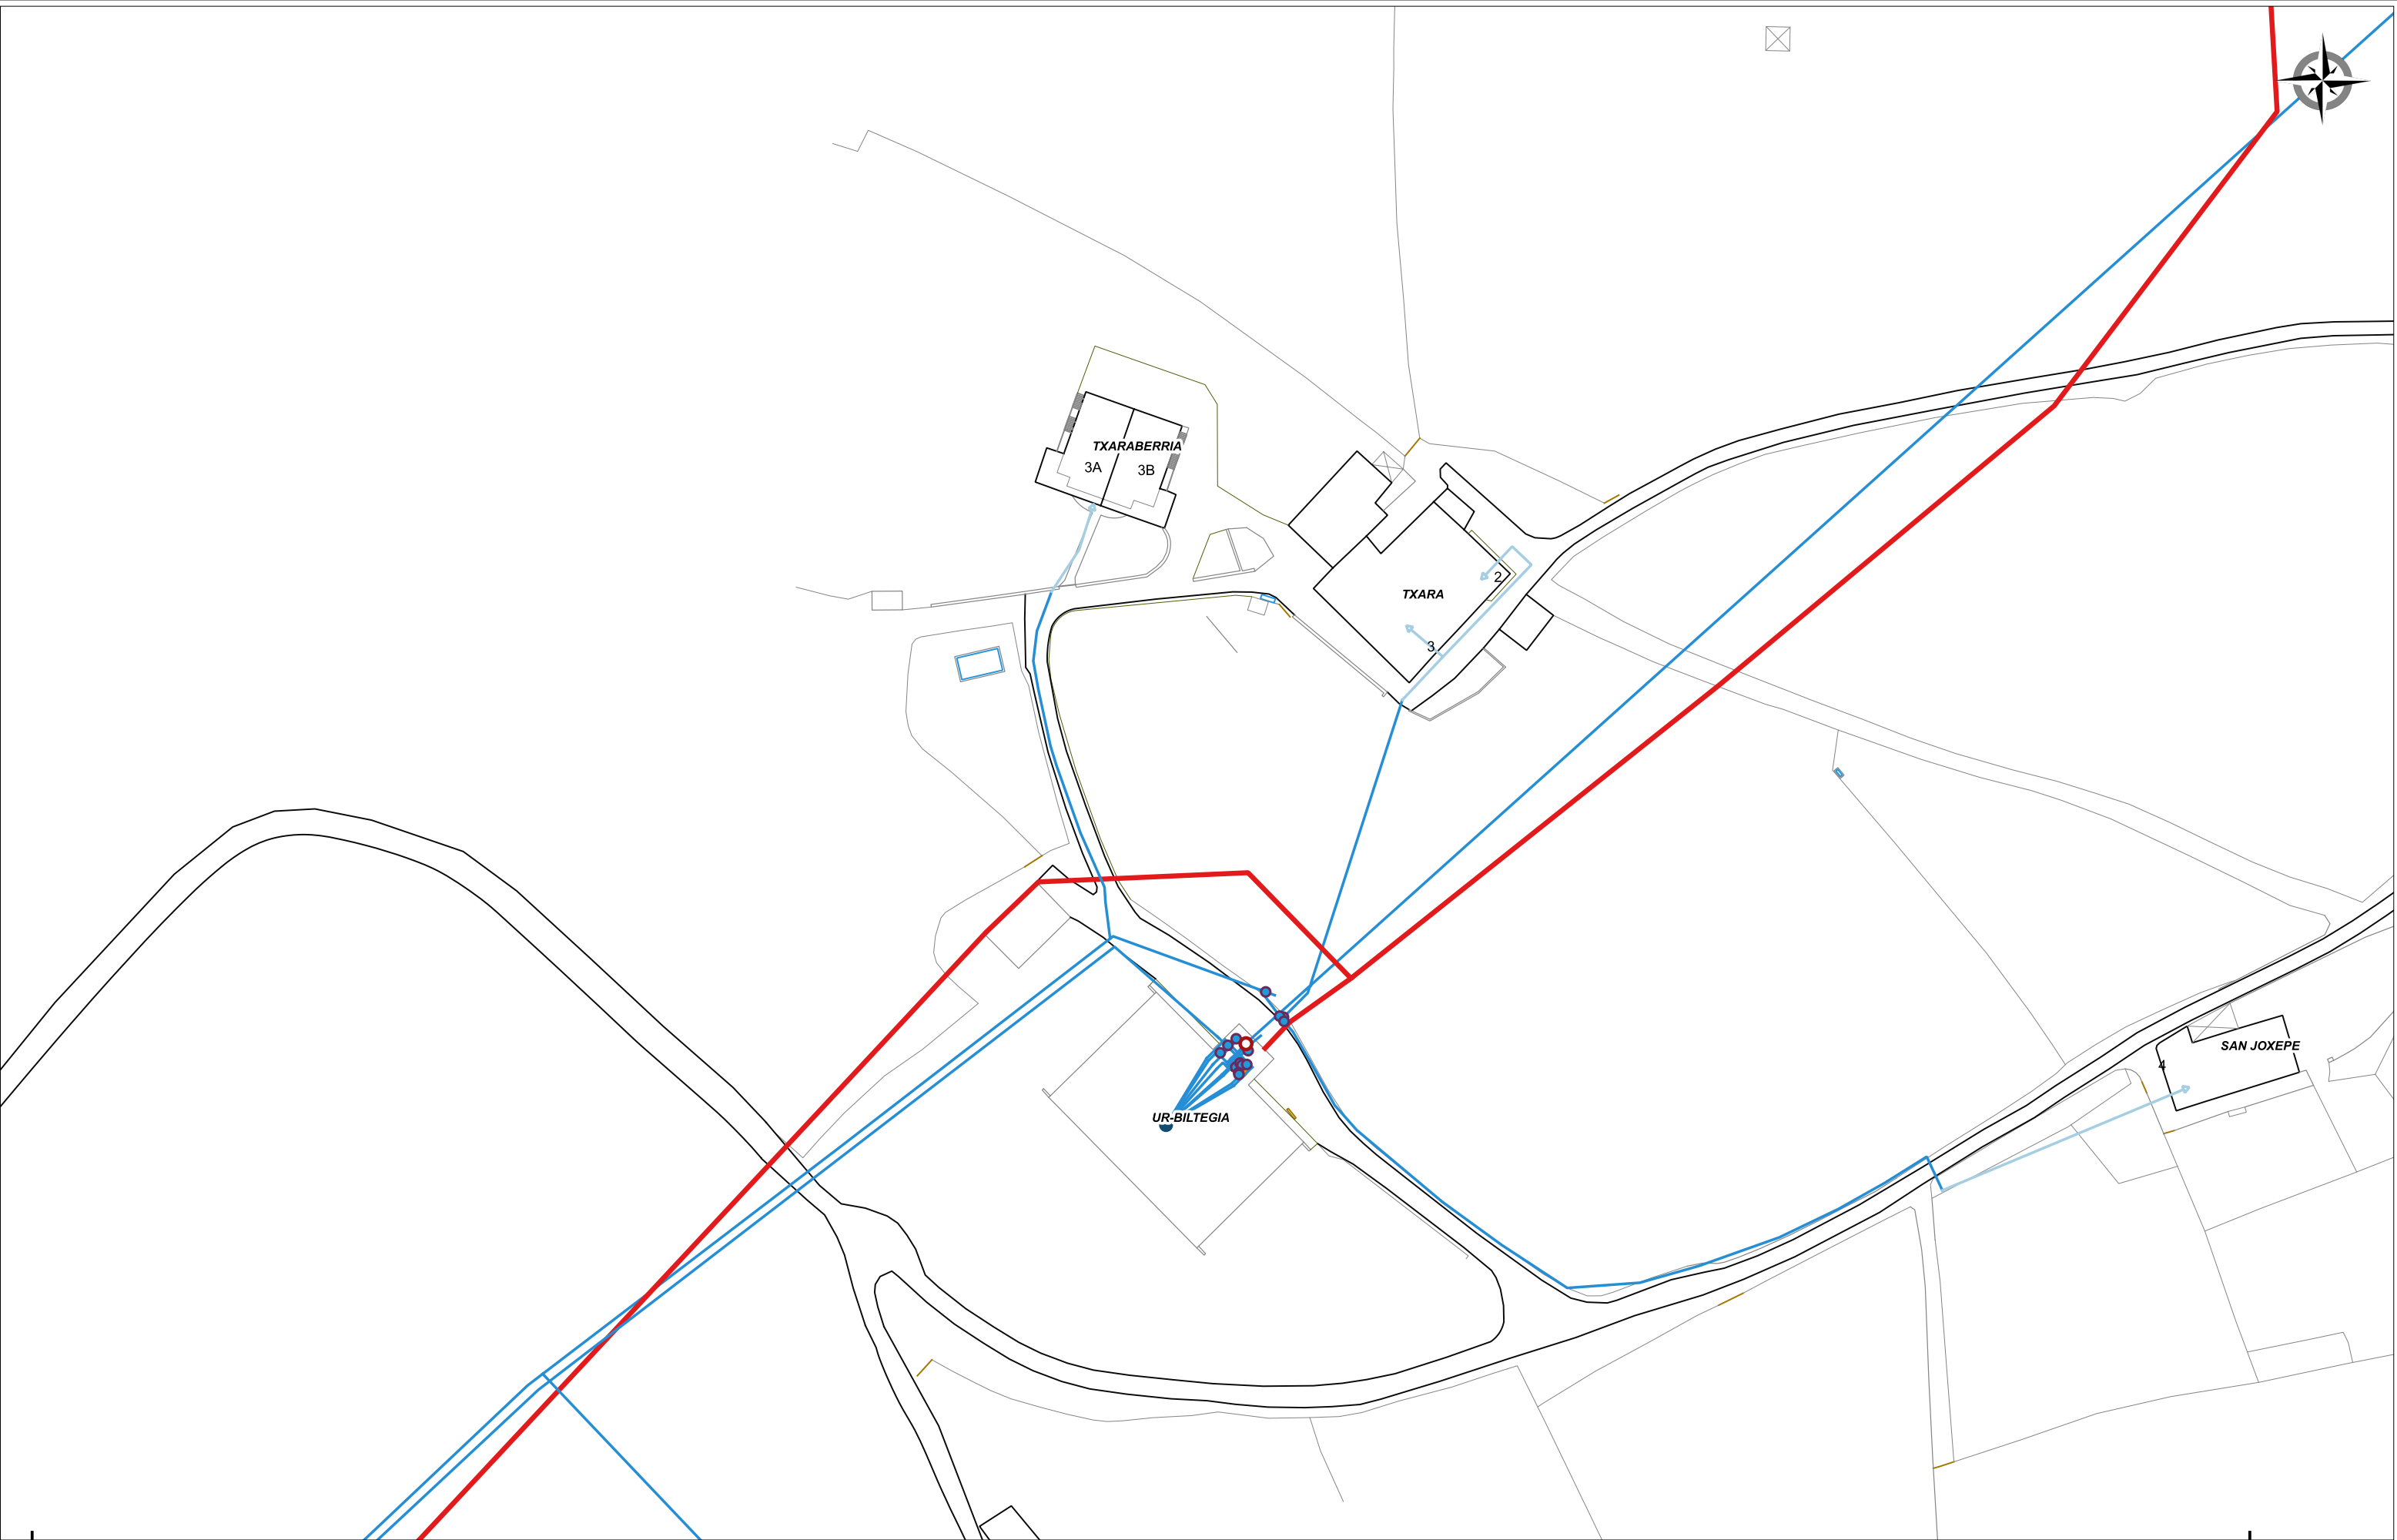 TXARABERRIA
3A
3B
2
TXARA
3
SAN JOXEPE
4
UR-BILTEGIA